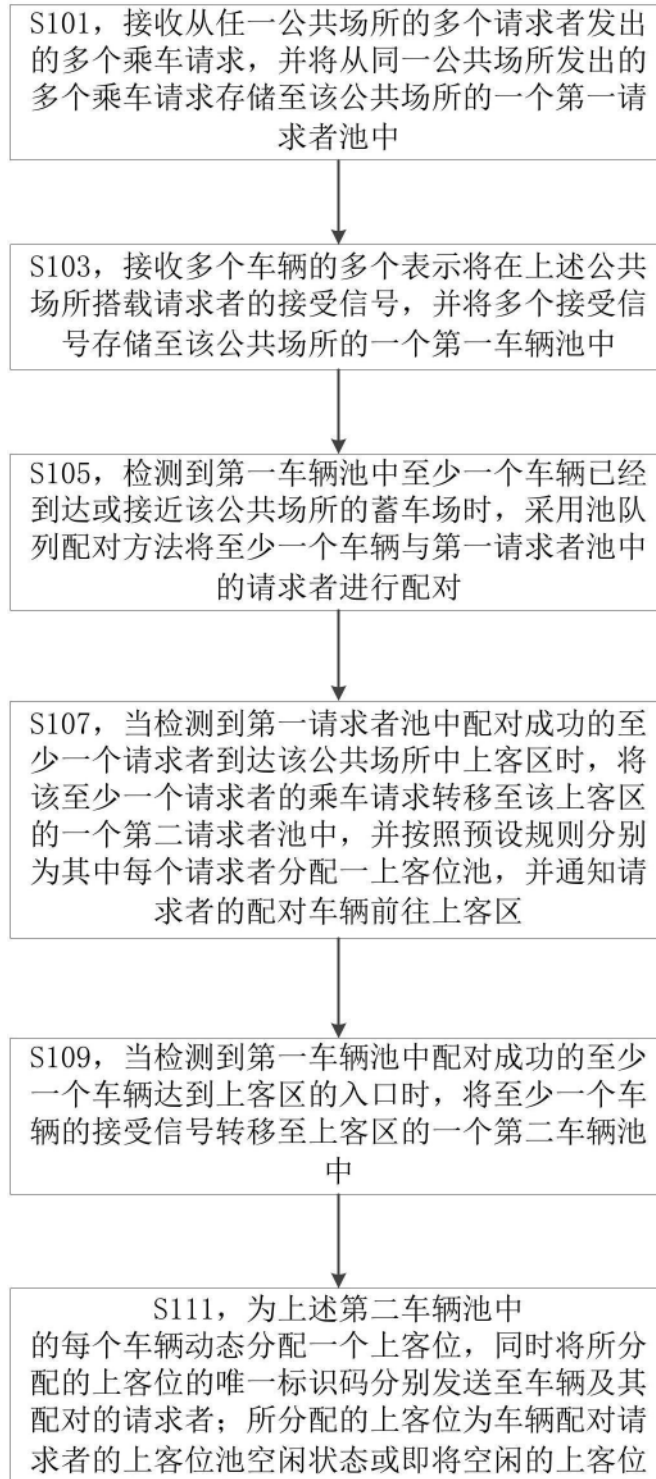 S101，接收从任一公共场所的多个请求者发出
的多个乘车请求，并将从同一公共场所发出的
多个乘车请求存储至该公共场所的一个第一请
求者池中
S103，接收多个车辆的多个表示将在上述公共
场所搭载请求者的接受信号，并将多个接受信
号存储至该公共场所的一个第一车辆池中
S105，检测到第一车辆池中至少一个车辆已经
到达或接近该公共场所的蓄车场时，采用池队
列配对方法将至少一个车辆与第一请求者池中
的请求者进行配对
S107，当检测到第一请求者池中配对成功的至
少一个请求者到达该公共场所中上客区时，将
该至少一个请求者的乘车请求转移至该上客区
的一个第二请求者池中，并按照预设规则分别
为其中每个请求者分配一上客位池，并通知请
求者的配对车辆前往上客区
S109，当检测到第一车辆池中配对成功的至少
一个车辆达到上客区的入口时，将至少一个车
辆的接受信号转移至上客区的一个第二车辆池
中
S111，为上述第二车辆池中
的每个车辆动态分配一个上客位，同时将所分
配的上客位的唯一标识码分别发送至车辆及其
配对的请求者；所分配的上客位为车辆配对请
求者的上客位池空闲状态或即将空闲的上客位